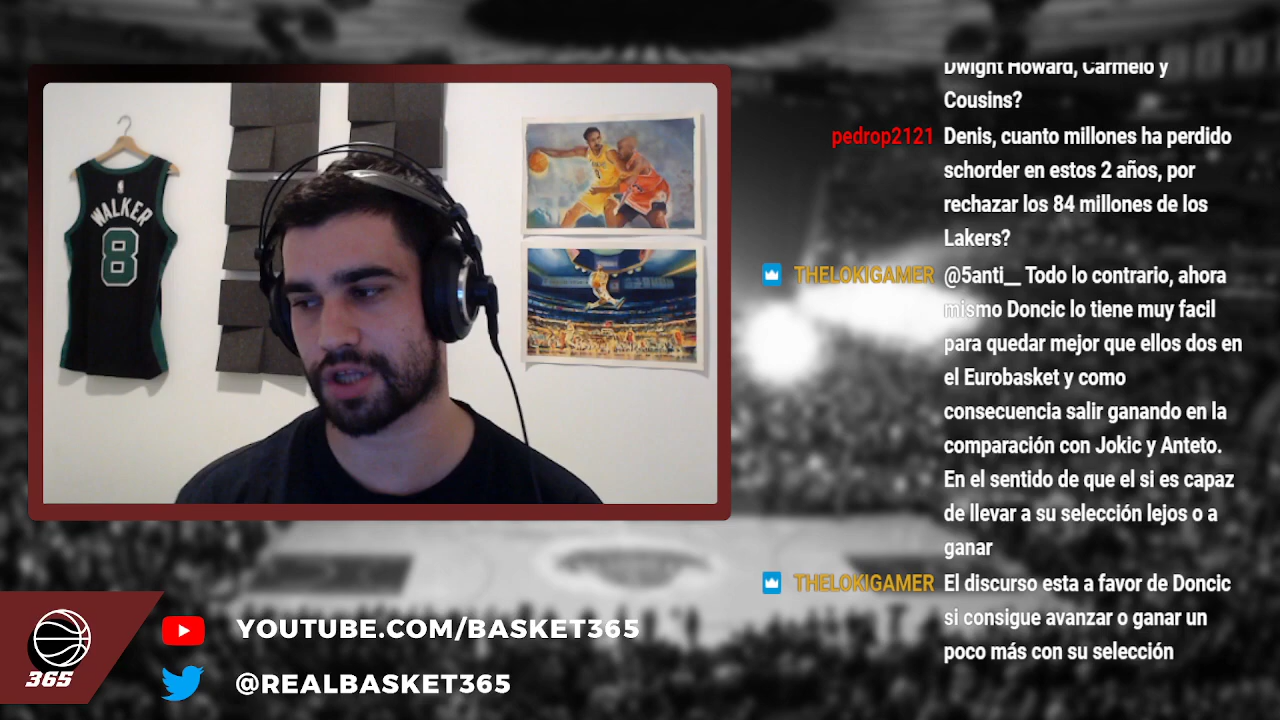 WALKER
8
Dwight Howard, Carmelo y
Cousins?
pedrop2121 Denis, cuanto millones ha perdido
schorder en estos 2 años, por
rechazar los 84 millones de los
Lakers?
THELOKIGAMER @5anti__ Todo lo contrario, ahora
mismo Doncic lo tiene muy facil
para quedar mejor que ellos dos en
el Eurobasket y como
consecuencia salir ganando en la
comparación con Jokic y Anteto.
En el sentido de que el si es capaz
de llevar a su selección lejos o a
ganar
THELOKIGAMER El discurso esta a favor de Doncic
si consigue avanzar o ganar un
poco más con su selección
365
YOUTUBE.COM/BASKET365
@REALBASKET365